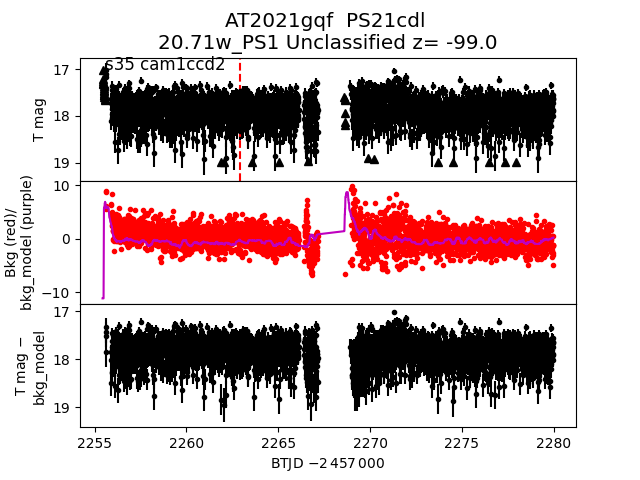 AT2021gqf  PS21cdl
20.71w_PS1 Unclassified z= -99.0
s35 cam1ccd2
17
18
19
T mag
10
0
−10
Bkg (red)/
bkg_model (purple)
17
18
19
T mag −
bkg_model
2255
2260
2265
2270
2275
2280
BTJD −2 457 000